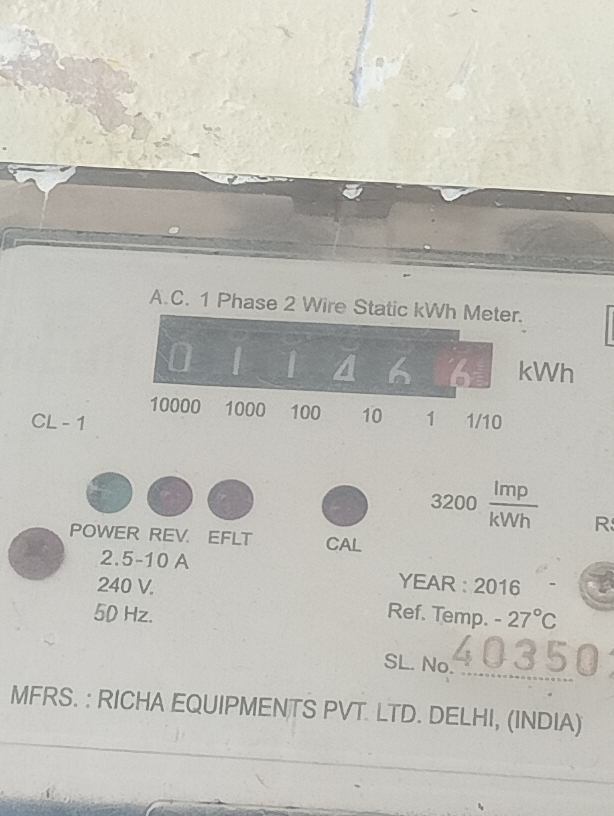 A.C. 1 Phase 2 Wire Static kWh Meter.
0 1 1 4 6 6 kWh
10000 1000 100 10 1 1/10
CL - 1
3200 Imp
kWh
POWER REV. EFLT CAL
2.5-10 A
240 V.
50 Hz.
YEAR : 2016 -
Ref. Temp. - 27°C
SL. No. 40350
MFRS. : RICHA EQUIPMENTS PVT. LTD. DELHI, (INDIA)